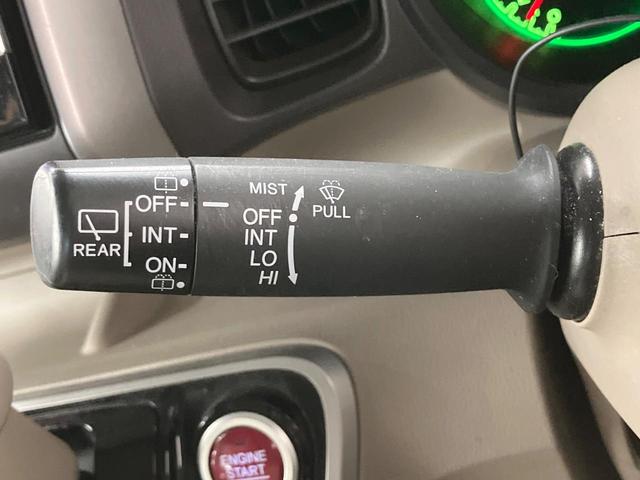 REAR
OFF
INT
ON
MIST
OFF
INT
LO
HI
PULL
ENGINE
START